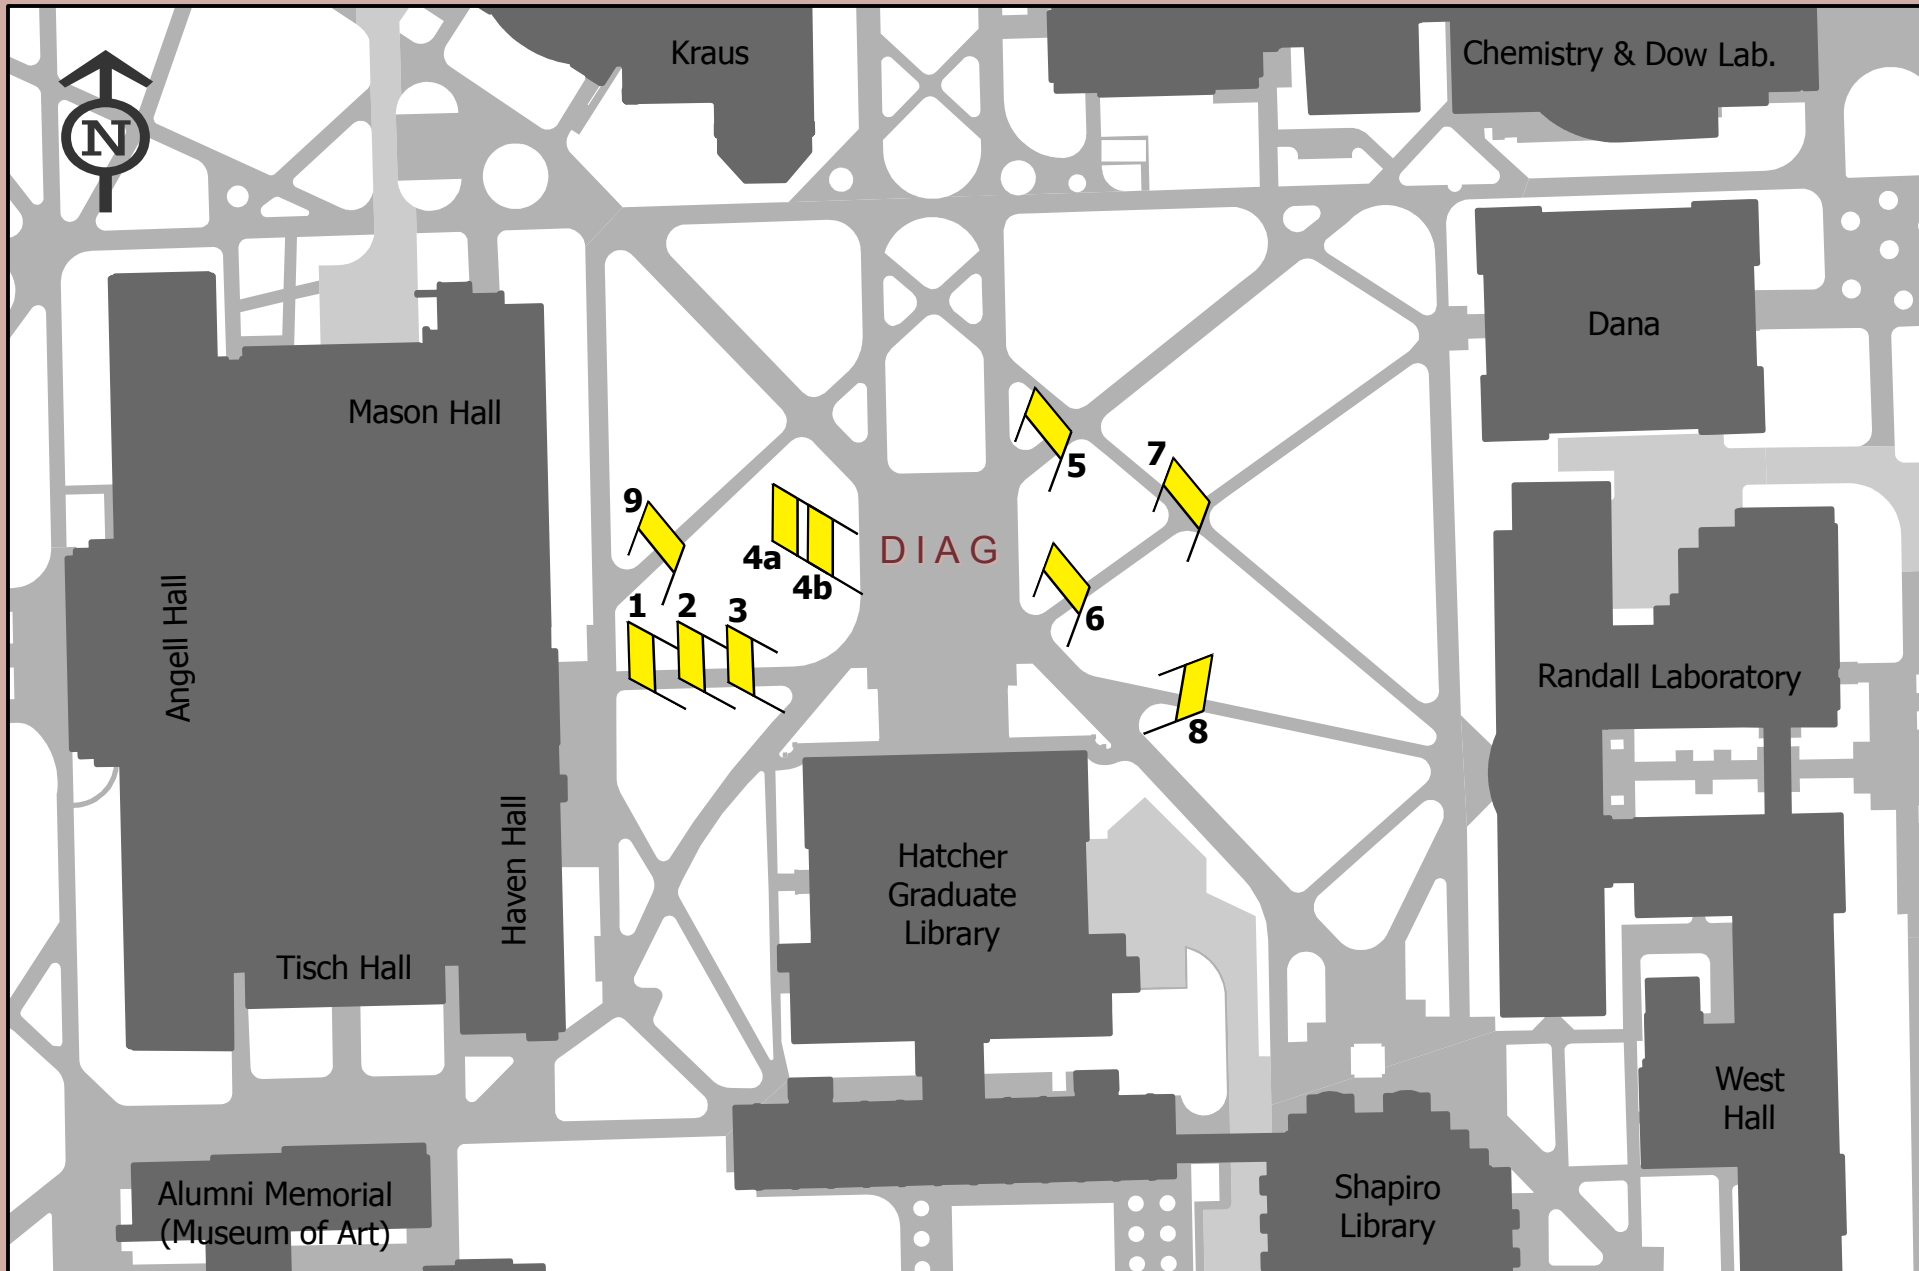 Kraus
Chemistry & Dow Lab.
N
Dana
Mason Hall
7
5
9
4a
4b
DIAG
1
2
3
6
Angell Hall
Randall Laboratory
8
Haven Hall
Hatcher
Graduate
Library
Tisch Hall
West
Hall
Alumni Memorial
(Museum of Art)
Shapiro
Library